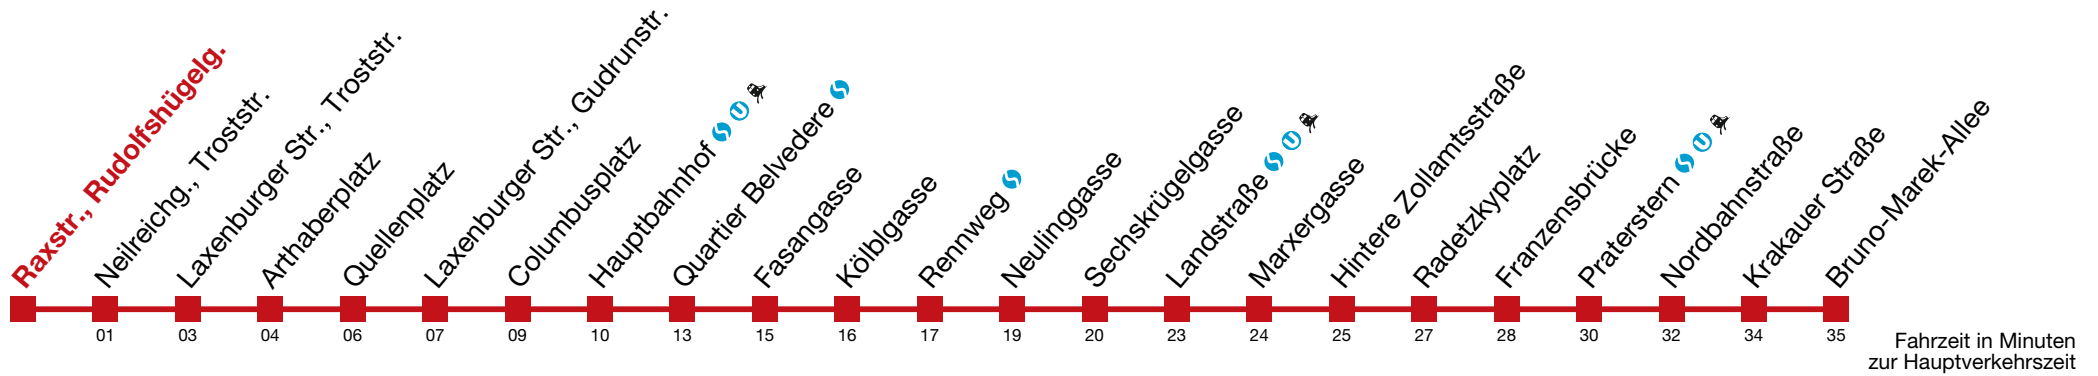 Raxstr., Rudolfshügelg.
Neilreichg., Troststr.
Laxenburger Str., Troststr.
Arthaberplatz
Quellenplatz
Laxenburger Str., Gudrunstr.
Columbusplatz
Hauptbahnhof S U
Quartier Belvedere S
Fasangasse
Kölblgasse
Rennweg S
Neulinggasse
Sechskrügelgasse
Landstraße S U
Marxergasse
Hintere Zollamtsstraße
Radetzkyplatz
Franzensbrücke
Praterstern S U
Nordbahnstraße
Krakauer Straße
Bruno-Marek-Allee
01 03 04 06 07 09 10 13 15 16 17 19 20 23 24 25 27 28 30 32 34 35
Fahrzeit in Minuten
zur Hauptverkehrszeit